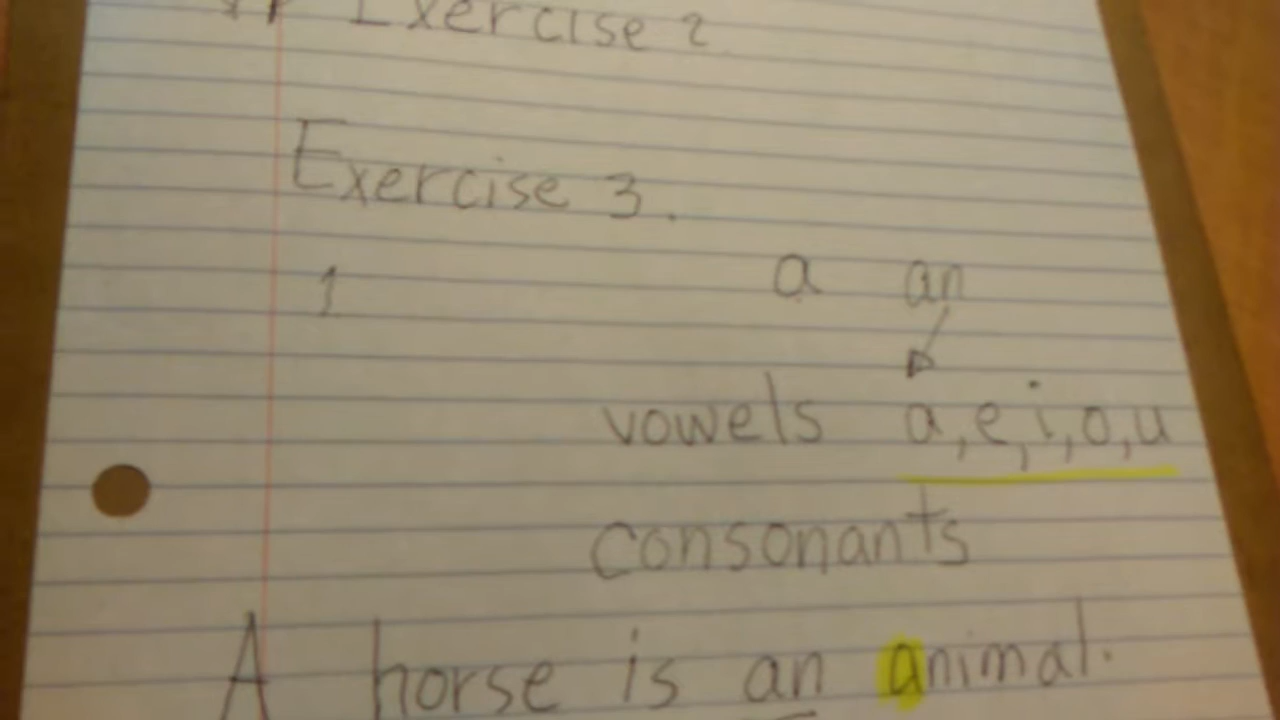 Exercise 2
Exercise 3.
1 a an
vowels a,e,i,o,u
consonants
A horse is an animal.